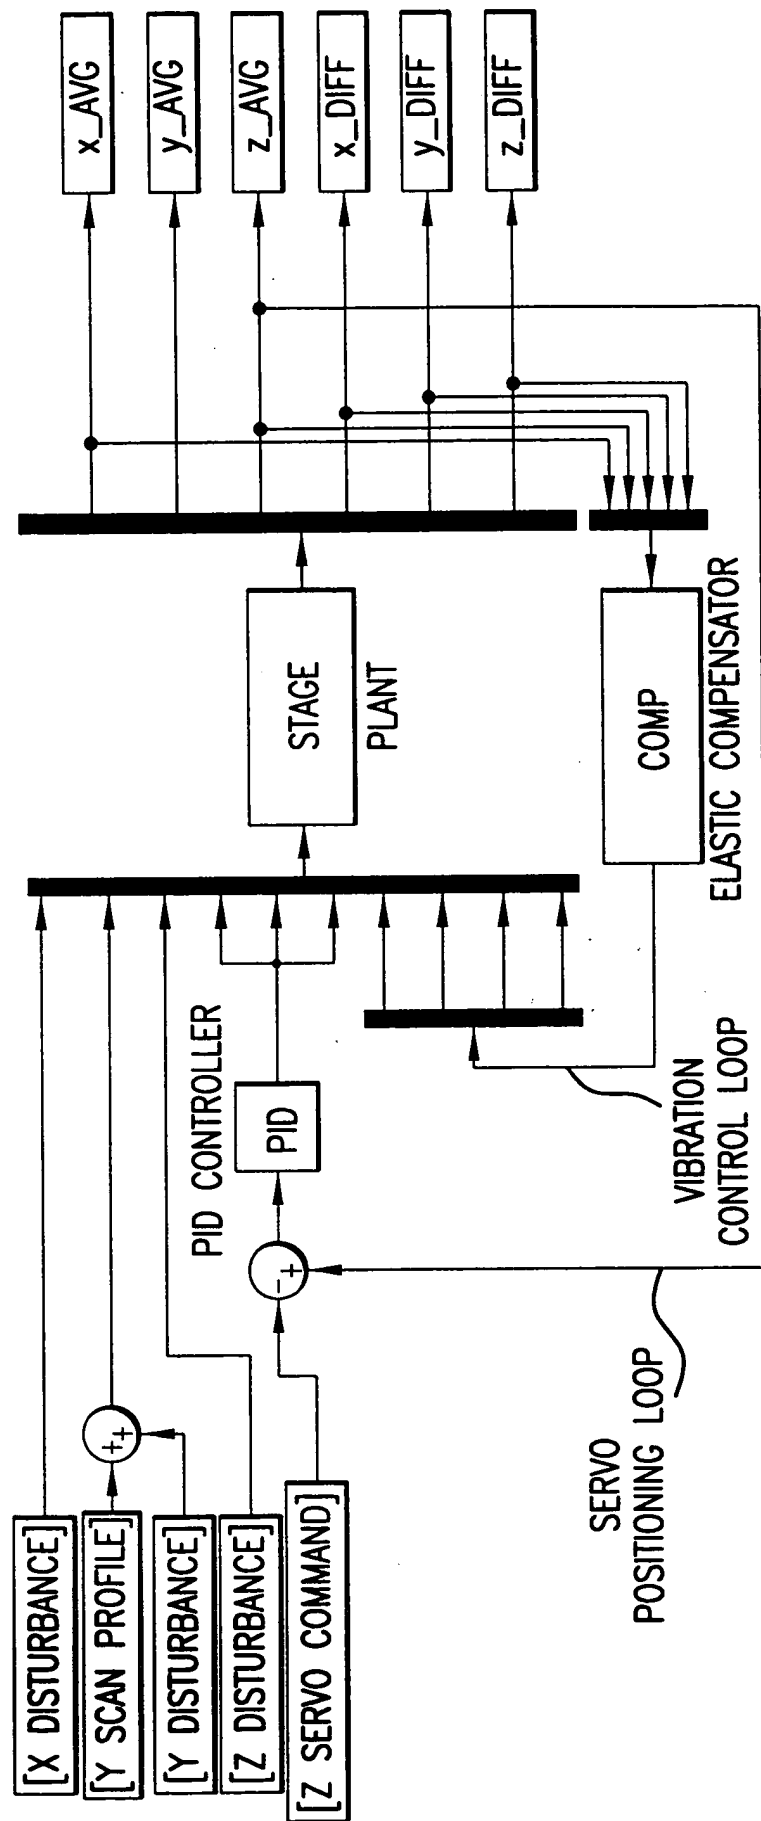 [X DISTURBANCE]
[Y SCAN PROFILE]
[Y DISTURBANCE]
[Z DISTURBANCE]
[Z SERVO COMMAND]
+
+
-
+
PID CONTROLLER
PID
SERVO
POSITIONING LOOP
VIBRATION
CONTROL LOOP
STAGE
PLANT
COMP
ELASTIC COMPENSATOR
x_AVG
y_AVG
z_AVG
x_DIFF
y_DIFF
z_DIFF